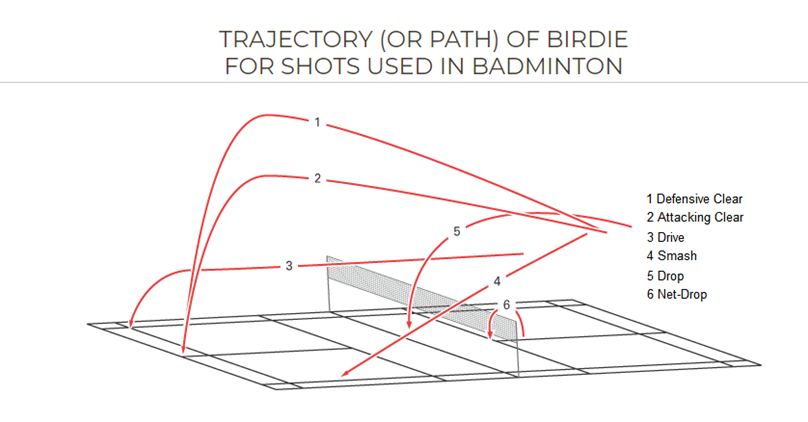 TRAJECTORY (OR PATH) OF BIRDIE
FOR SHOTS USED IN BADMINTON
1
2
5
3
4
6
1 Defensive Clear
2 Attacking Clear
3 Drive
4 Smash
5 Drop
6 Net-Drop